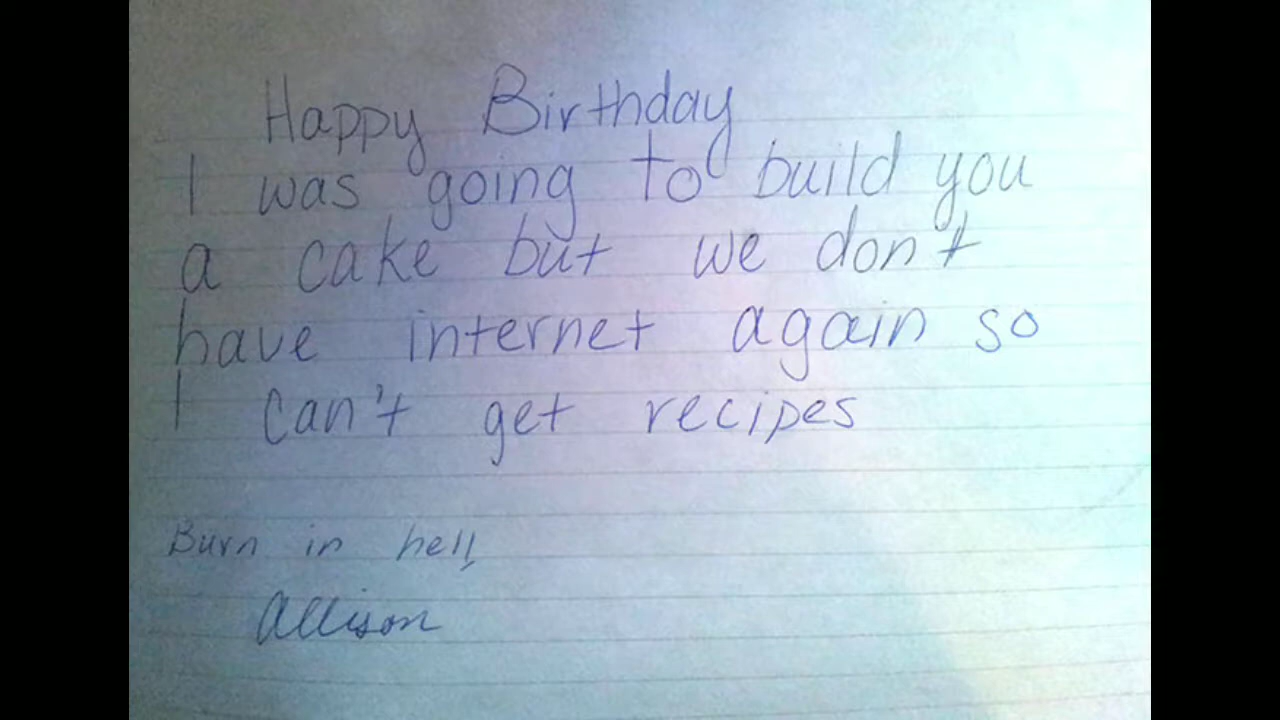 Happy Birthday
I was going to build you
a cake but we don't
have internet again so
I can't get recipes
Burn in hell,
Allison